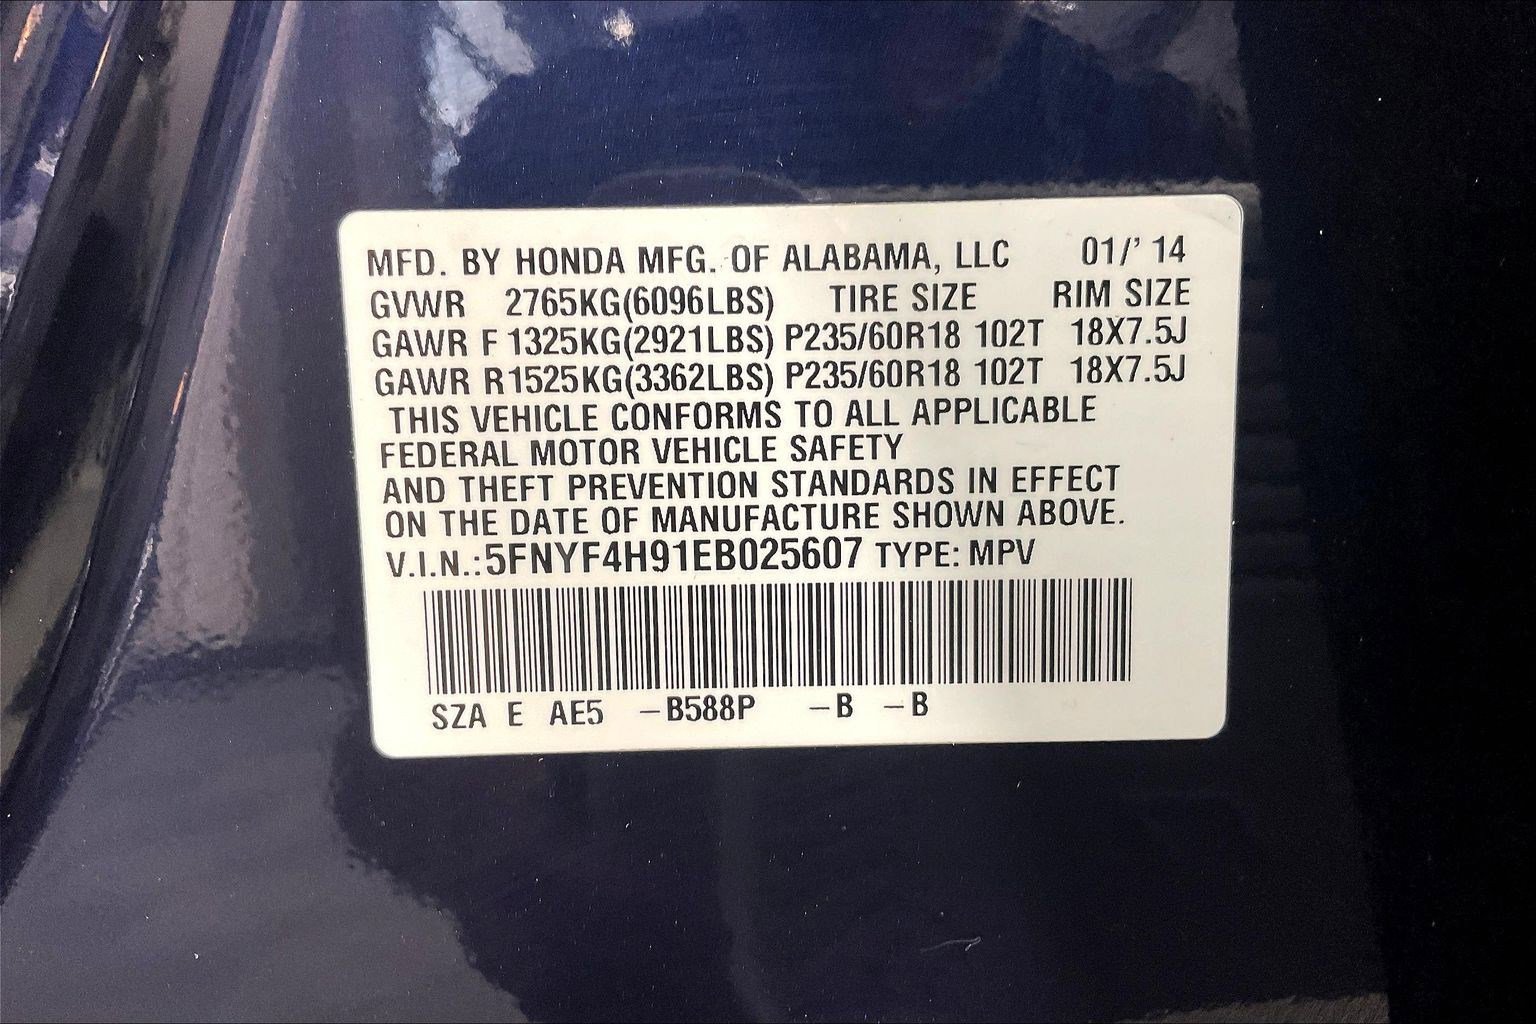 MFD. BY HONDA MFG. OF ALABAMA, LLC 01/' 14
GVWR 2765KG(6096LBS) TIRE SIZE RIM SIZE
GAWR F 1325KG(2921LBS) P235/60R18 102T 18X7.5J
GAWR R1525KG(3362LBS) P235/60R18 102T 18X7.5J
THIS VEHICLE CONFORMS TO ALL APPLICABLE
FEDERAL MOTOR VEHICLE SAFETY
AND THEFT PREVENTION STANDARDS IN EFFECT
ON THE DATE OF MANUFACTURE SHOWN ABOVE.
V.I.N.:5FNYF4H91EB025607 TYPE: MPV
SZA E AE5 –B588P –B –B